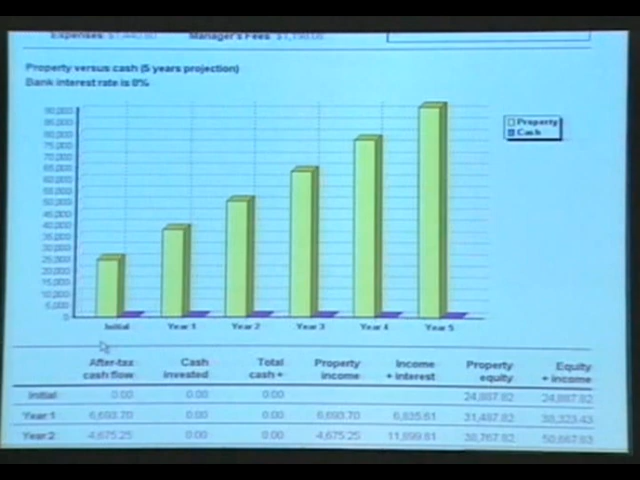 Expenses
Manager's Fees
Property versus cash (5 years projection)
Bank interest rate is 8%
90,000
85,000
80,000
75,000
70,000
65,000
60,000
55,000
50,000
45,000
40,000
35,000
30,000
25,000
20,000
15,000
10,000
5,000
0
Initial Year 1 Year 2 Year 3 Year 4 Year 5
Property
Cash
After-tax cash flow Cash invested Total cash + Property income Income + interest Property equity Equity + income
Initial 0.00 0.00 0.00 24,887.82 24,887.82
Year 1 6,693.70 0.00 0.00 6,693.70 6,835.61 31,487.82 38,323.43
Year 2 4,675.25 0.00 0.00 4,675.25 11,899.81 38,767.82